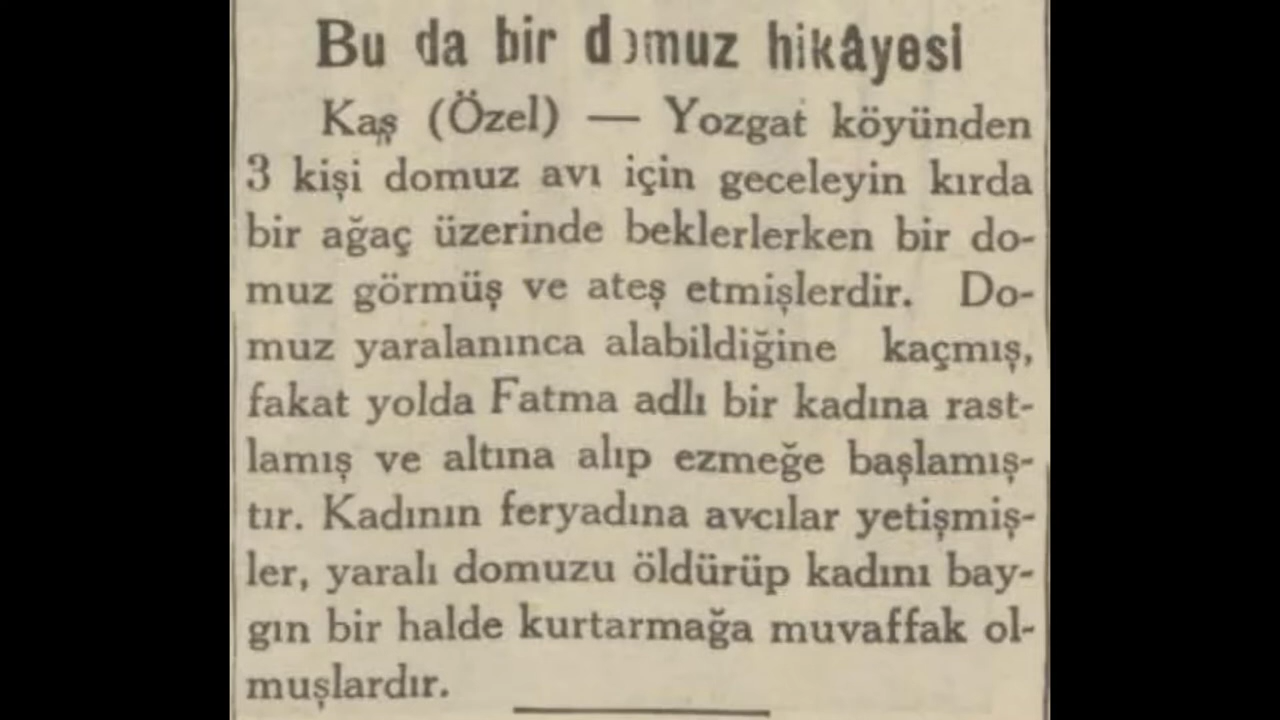 Bu da bir domuz hikâyesi
Kaş (Özel) — Yozgat köyünden
3 kişi domuz avı için geceleyin kırda
bir ağaç üzerinde beklerlerken bir do-
muz görmüş ve ateş etmişlerdir. Do-
muz yaralanınca alabildiğine kaçmış,
fakat yolda Fatma adlı bir kadına rast-
lamış ve altına alıp ezmeğe başlamış-
tır. Kadının feryadına avcılar yetişmiş-
ler, yaralı domuzu öldürüp kadını bay-
gın bir halde kurtarmağa muvaffak ol-
muşlardır.